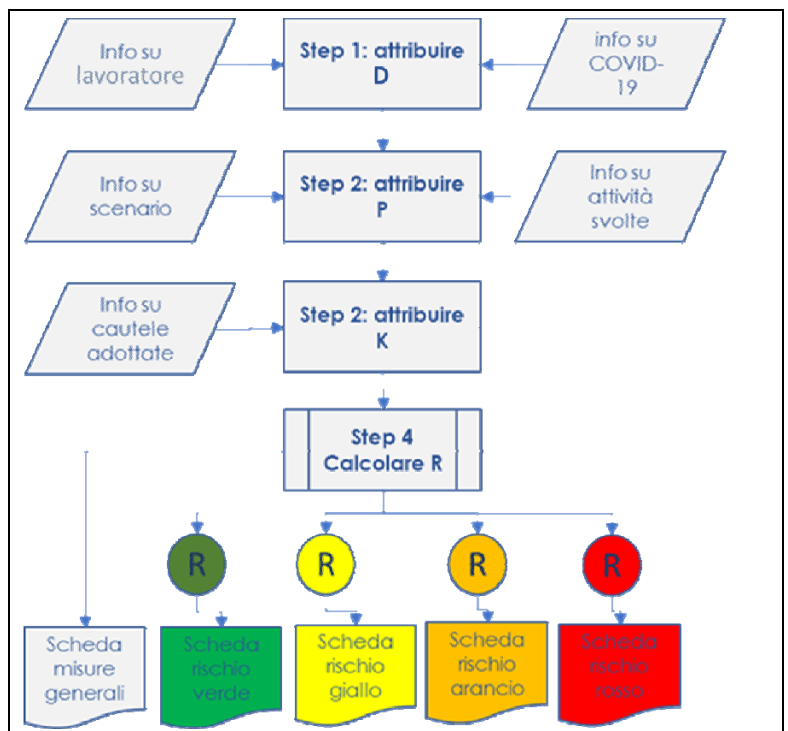 Info su
lavoratore
Step 1: attribuire
D
info su
COVID-
19
Info su
scenario
Step 2: attribuire
P
Info su
attività
svolte
Info su
cautele
adottate
Step 2: attribuire
K
Step 4
Calcolare R
R
R
R
R
Scheda
misure
generali
Scheda
rischio
verde
Scheda
rischio
giallo
Scheda
rischio
arancio
Scheda
rischio
rosso